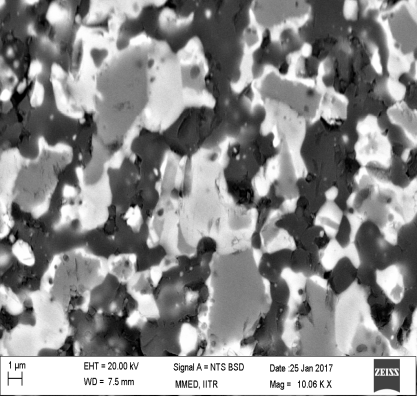 1 µm
EHT = 20.00 kV
Signal A = NTS BSD
Date :25 Jan 2017
WD = 7.5 mm
MMED, IITR
Mag = 10.06 K X
ZEISS